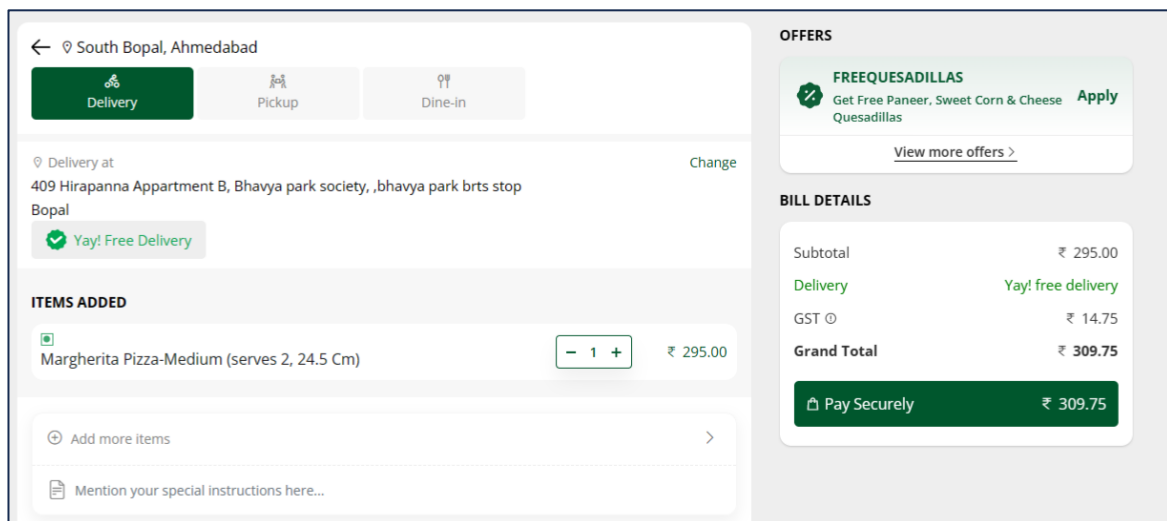 South Bopal, Ahmedabad
Delivery
Pickup
Dine-in
Delivery at
Change
409 Hirapanna Appartment B, Bhavya park society, ,bhavya park brts stop
Bopal
Yay! Free Delivery
ITEMS ADDED
Margherita Pizza-Medium (serves 2, 24.5 Cm)
− 1 +
₹ 295.00
Add more items
Mention your special instructions here...
OFFERS
FREEQUESADILLAS
Get Free Paneer, Sweet Corn & Cheese
Quesadillas
Apply
View more offers >
BILL DETAILS
Subtotal ₹ 295.00
Delivery Yay! free delivery
GST ₹ 14.75
Grand Total ₹ 309.75
Pay Securely ₹ 309.75